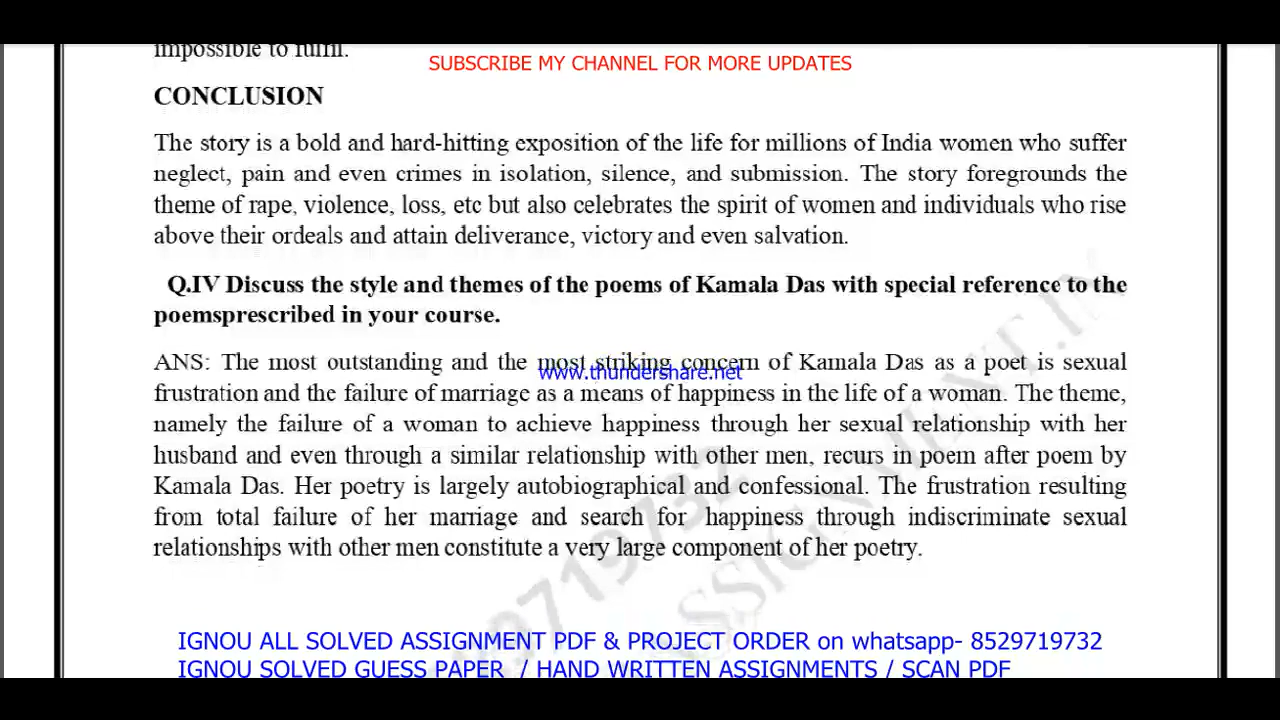 impossible to fulfil.
SUBSCRIBE MY CHANNEL FOR MORE UPDATES
CONCLUSION
The story is a bold and hard-hitting exposition of the life for millions of India women who suffer
neglect, pain and even crimes in isolation, silence, and submission. The story foregrounds the
theme of rape, violence, loss, etc but also celebrates the spirit of women and individuals who rise
above their ordeals and attain deliverance, victory and even salvation.
Q.IV Discuss the style and themes of the poems of Kamala Das with special reference to the
poemsprescribed in your course.
ANS: The most outstanding and the most striking concern of Kamala Das as a poet is sexual
www.thundershare.net
frustration and the failure of marriage as a means of happiness in the life of a woman. The theme,
namely the failure of a woman to achieve happiness through her sexual relationship with her
husband and even through a similar relationship with other men, recurs in poem after poem by
Kamala Das. Her poetry is largely autobiographical and confessional. The frustration resulting
from total failure of her marriage and search for happiness through indiscriminate sexual
relationships with other men constitute a very large component of her poetry.
IGNOU ALL SOLVED ASSIGNMENT PDF & PROJECT ORDER on whatsapp- 8529719732
IGNOU SOLVED GUESS PAPER / HAND WRITTEN ASSIGNMENTS / SCAN PDF